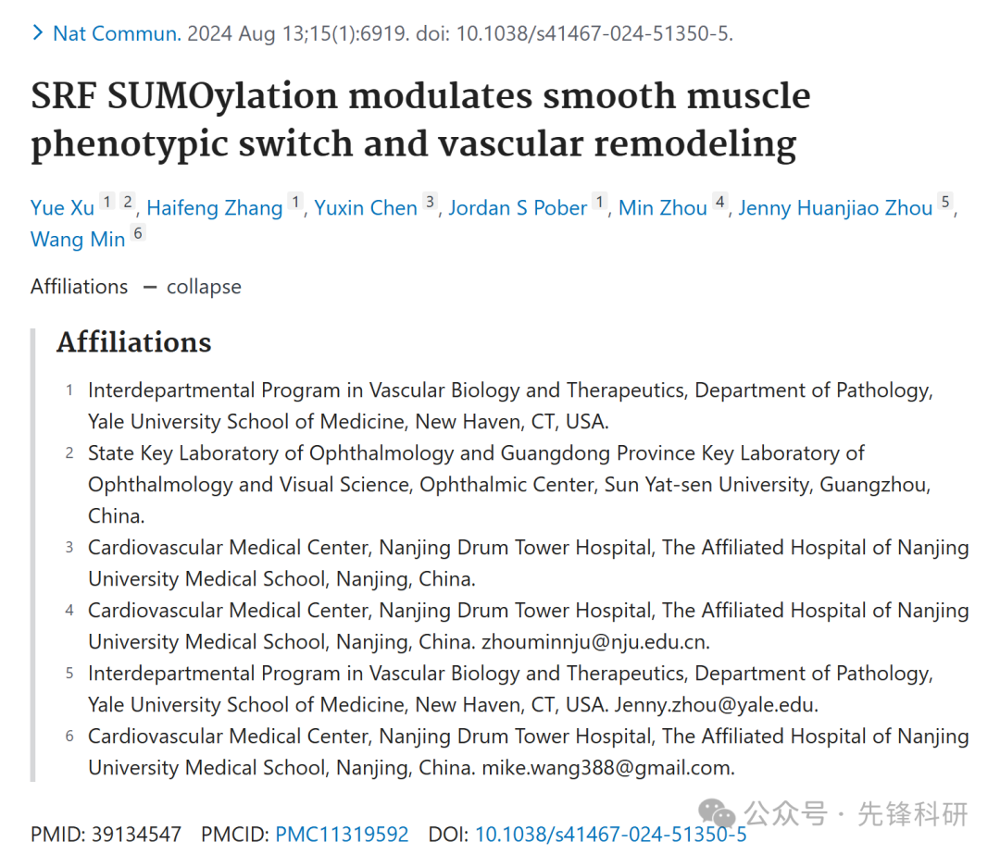 Nat Commun. 2024 Aug 13;15(1):6919. doi: 10.1038/s41467-024-51350-5.
SRF SUMOylation modulates smooth muscle
phenotypic switch and vascular remodeling
Yue Xu 1 2, Haifeng Zhang 1, Yuxin Chen 3, Jordan S Pober 1, Min Zhou 4, Jenny Huanjiao Zhou 5,
Wang Min 6
Affiliations — collapse
Affiliations
1 Interdepartmental Program in Vascular Biology and Therapeutics, Department of Pathology,
Yale University School of Medicine, New Haven, CT, USA.
2 State Key Laboratory of Ophthalmology and Guangdong Province Key Laboratory of
Ophthalmology and Visual Science, Ophthalmic Center, Sun Yat-sen University, Guangzhou,
China.
3 Cardiovascular Medical Center, Nanjing Drum Tower Hospital, The Affiliated Hospital of Nanjing
University Medical School, Nanjing, China.
4 Cardiovascular Medical Center, Nanjing Drum Tower Hospital, The Affiliated Hospital of Nanjing
University Medical School, Nanjing, China. zhouminnju@nju.edu.cn.
5 Interdepartmental Program in Vascular Biology and Therapeutics, Department of Pathology,
Yale University School of Medicine, New Haven, CT, USA. Jenny.zhou@yale.edu.
6 Cardiovascular Medical Center, Nanjing Drum Tower Hospital, The Affiliated Hospital of Nanjing
University Medical School, Nanjing, China. mike.wang388@gmail.com.
公众号 · 先锋科研
PMID: 39134547 PMCID: PMC11319592 DOI: 10.1038/s41467-024-51350-5